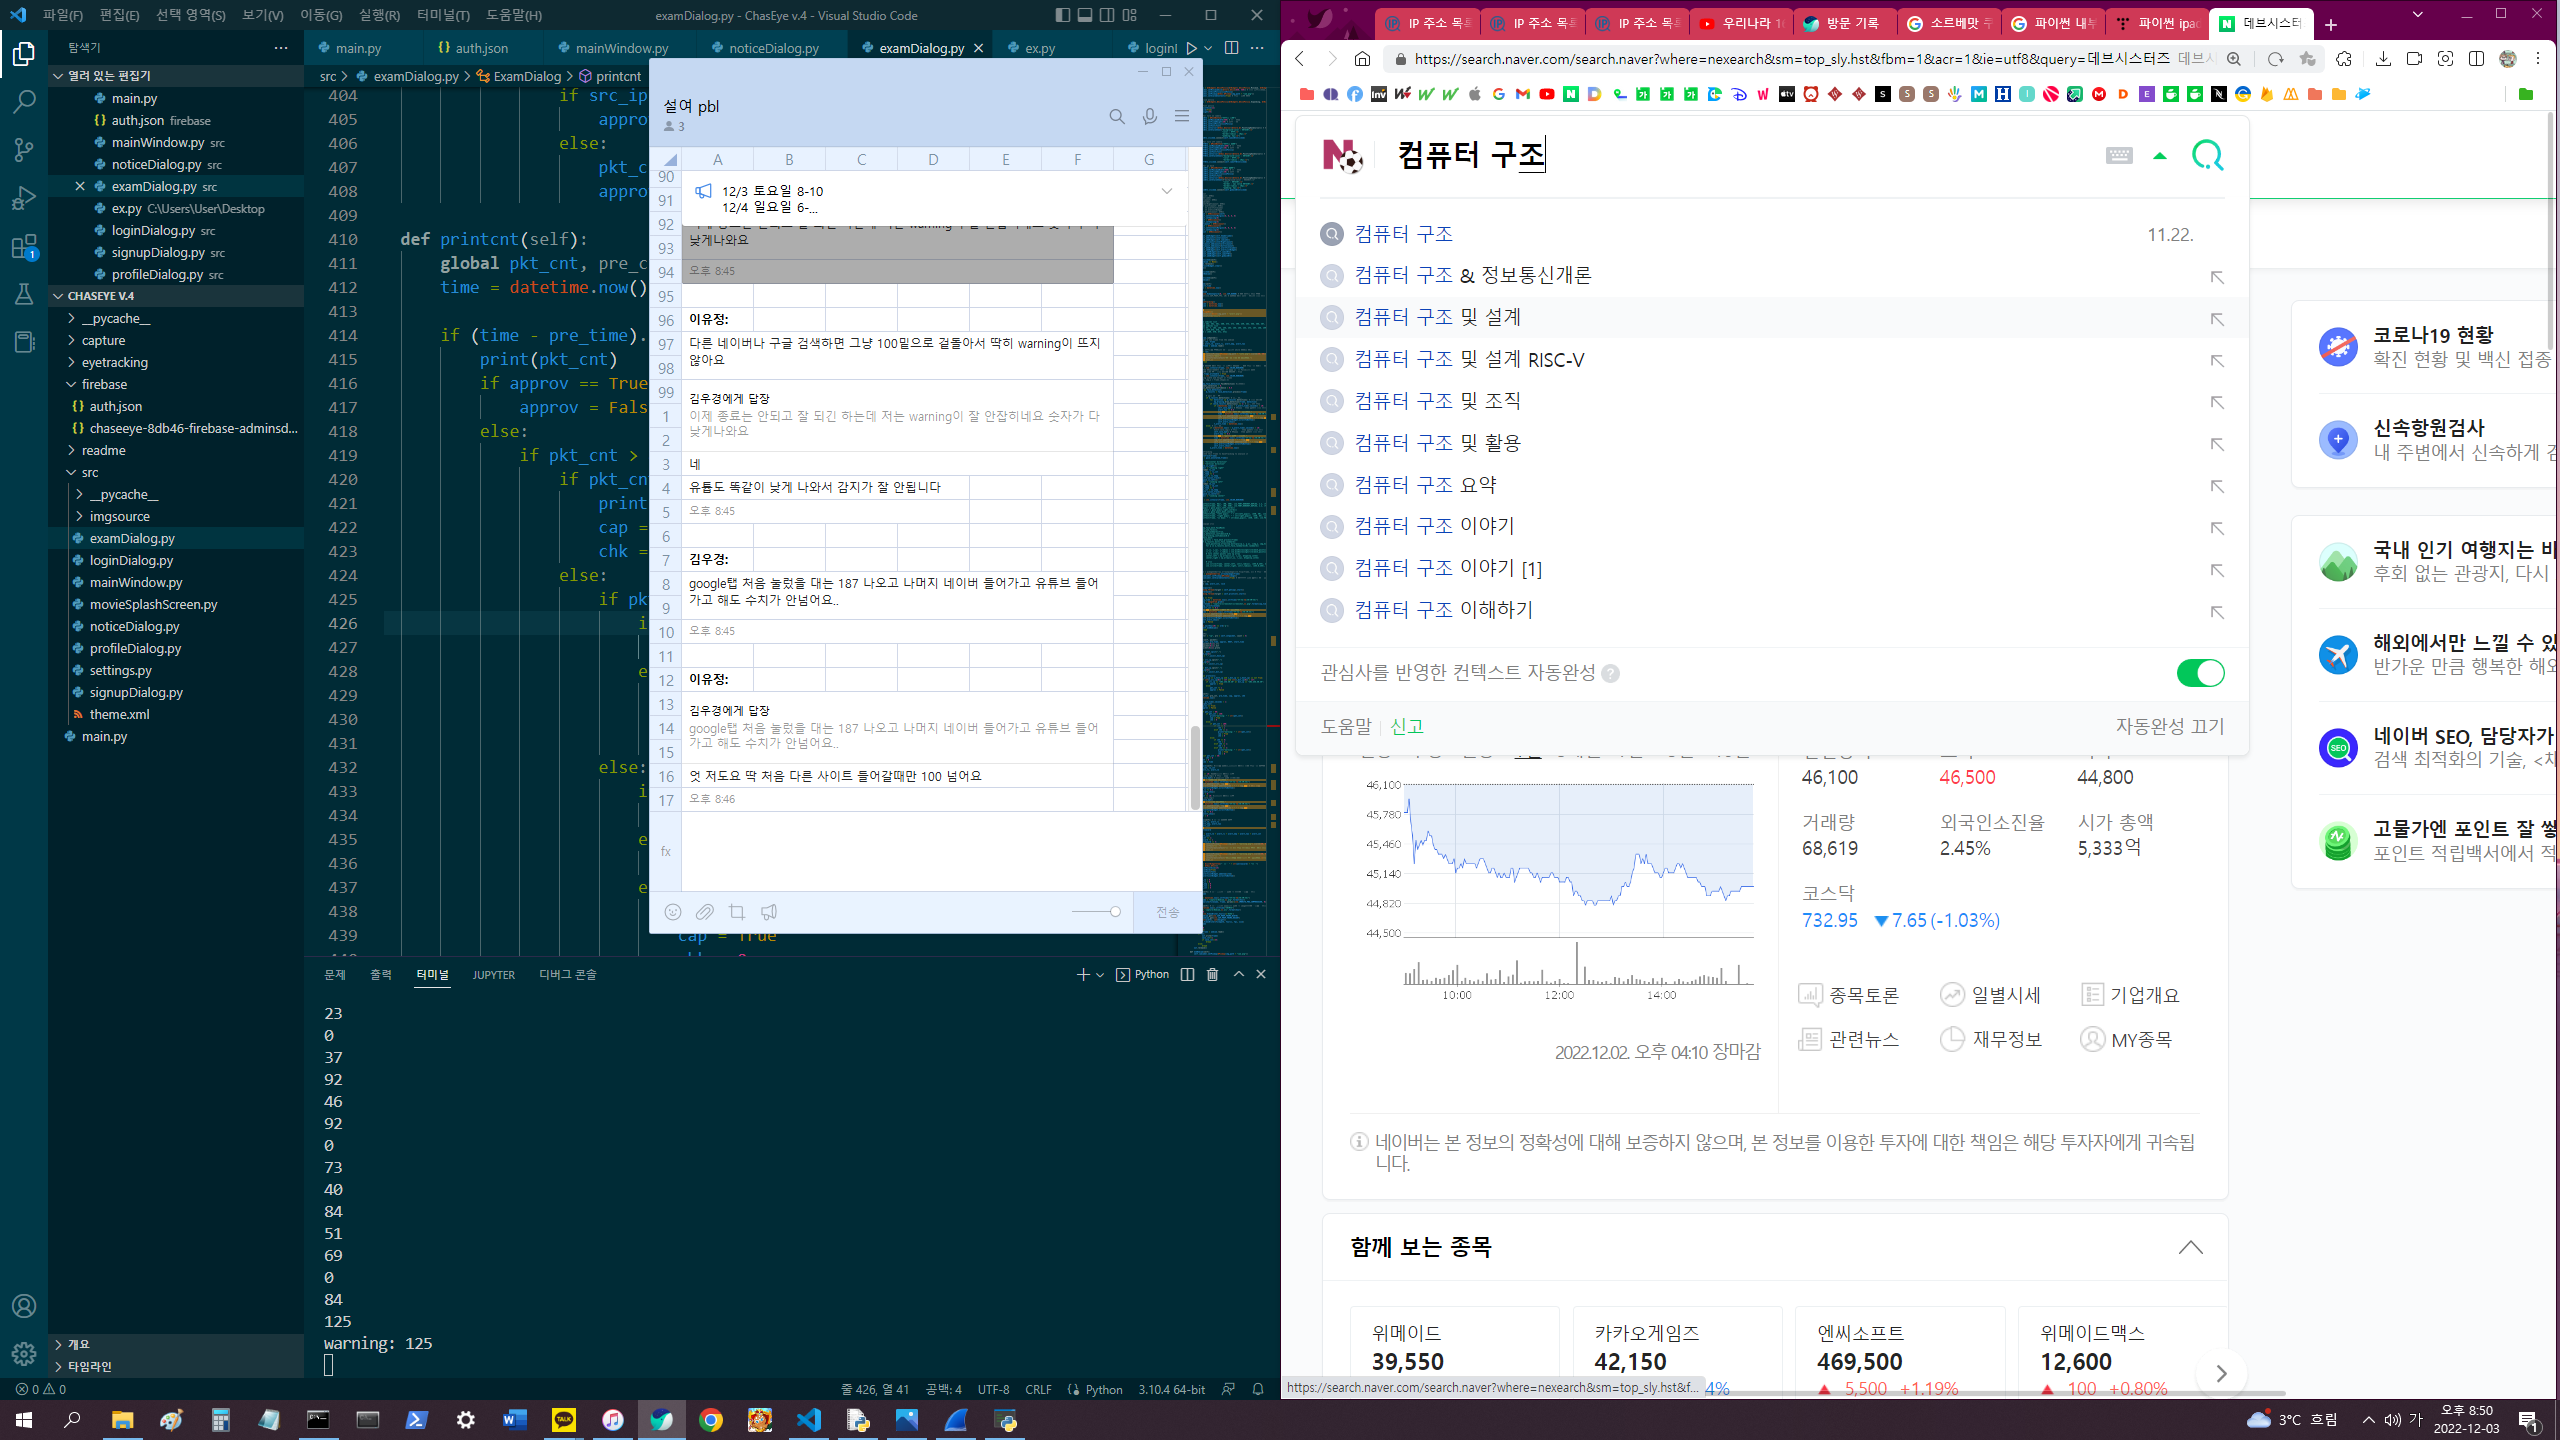 파일(F) 편집(E) 선택 영역(S) 보기(V) 이동(G) 실행(R) 터미널(T) 도움말(H)
examDialog.py - ChasEye v.4 - Visual Studio Code
탐색기
main.py
auth.json
mainWindow.py
noticeDialog.py
examDialog.py
ex.py
loginI
열려 있는 편집기
main.py
auth.json firebase
mainWindow.py src
noticeDialog.py src
examDialog.py src
ex.py C:\Users\User\Desktop
loginDialog.py src
signupDialog.py src
profileDialog.py src
CHASEYE V.4
__pycache__
capture
eyetracking
firebase
auth.json
chaseeye-8db46-firebase-adminsd...
readme
src
__pycache__
imgsource
examDialog.py
loginDialog.py
mainWindow.py
movieSplashScreen.py
noticeDialog.py
profileDialog.py
settings.py
signupDialog.py
theme.xml
main.py
개요
타임라인
src > examDialog.py > ExamDialog > printcnt
404 if src_ip
405 appro
406 else:
407 pkt_c
408 appro
409
410 def printcnt(self):
411 global pkt_cnt, pre_c
412 time = datetime.now()
413
414 if (time - pre_time).
415 print(pkt_cnt)
416 if approv == True
417 approv = Fals
418 else:
419 if pkt_cnt >
420 if pkt_cn
421 print
422 cap =
423 chk =
424 else:
425 if pk
426 i
427
428 e
429
430
431
432 else:
433 i
434
435 e
436
437 e
438
439 cap = True
설여 pbl
3
A B C D E F G
90
91
92
93
94
95
96
97
98
99
1
2
3
4
5
6
7
8
9
10
11
12
13
14
15
16
17
12/3 토요일 8-10
12/4 일요일 6-...
낮게나와요
오후 8:45
이유정:
다른 네이버나 구글 검색하면 그냥 100밑으로 겉돌아서 딱히 warning이 뜨지
않아요
김우경에게 답장
이제 종료는 안되고 잘 되긴 하는데 저는 warning이 잘 안잡히네요 숫자가 다
낮게나와요
네
유튭도 똑같이 낮게 나와서 감지가 잘 안됩니다
오후 8:45
김우경:
google탭 처음 눌렀을 대는 187 나오고 나머지 네이버 들어가고 유튜브 들어
가고 해도 수치가 안넘어요..
오후 8:45
이유정:
김우경에게 답장
google탭 처음 눌렀을 대는 187 나오고 나머지 네이버 들어가고 유튜브 들어
가고 해도 수치가 안넘어요..
엇 저도요 딱 처음 다른 사이트 들어갈때만 100 넘어요
오후 8:46
fx
전송
문제 출력 터미널 JUPYTER 디버그 콘솔
Python
23
0
37
92
46
92
0
73
40
84
51
69
0
84
125
warning: 125
0 0
줄 426, 열 41 공백: 4 UTF-8 CRLF Python 3.10.4 64-bit
IP 주소 목록
IP 주소 목록
IP 주소 목록
우리나라 1
방문 기록
소르베맛
파이썬 내부
파이썬 ipad
데브시스터
https://search.naver.com/search.naver?where=nexearch&sm=top_sly.hst&fbm=1&acr=1&ie=utf8&query=데브시스터즈
컴퓨터 구조
컴퓨터 구조 11.22.
컴퓨터 구조 & 정보통신개론
컴퓨터 구조 및 설계
컴퓨터 구조 및 설계 RISC-V
컴퓨터 구조 및 조직
컴퓨터 구조 및 활용
컴퓨터 구조 요약
컴퓨터 구조 이야기
컴퓨터 구조 이야기 [1]
컴퓨터 구조 이해하기
관심사를 반영한 컨텍스트 자동완성
도움말 신고 자동완성 끄기
코로나19 현황
확진 현황 및 백신 접종
신속항원검사
내 주변에서 신속하게
국내 인기 여행지는
후회 없는 관광지, 다시
해외에서만 느낄 수 있
반가운 만큼 행복한 해외
SEO
네이버 SEO, 담당자가
검색 최적화의 기술,
고물가엔 포인트 잘 쌓
포인트 적립백서에서
46,100
45,780
45,460
45,140
44,820
44,500
10:00 12:00 14:00
2022.12.02. 오후 04:10 장마감
46,100 46,500 44,800
거래량 외국인소진율 시가 총액
68,619 2.45% 5,333억
코스닥
732.95 ▼7.65 (-1.03%)
종목토론 일별시세 기업개요
관련뉴스 재무정보 MY종목
네이버는 본 정보의 정확성에 대해 보증하지 않으며, 본 정보를 이용한 투자에 대한 책임은 해당 투자자에게 귀속됩
니다.
함께 보는 종목
위메이드
39,550
카카오게임즈
42,150
4%
엔씨소프트
469,500
▲ 5,500 +1.19%
위메이드맥스
12,600
▲ 100 +0.80%
https://search.naver.com/search.naver?where=nexearch&sm=top_sly.hst&f...
3°C 흐림
가
오후 8:50
2022-12-03
1